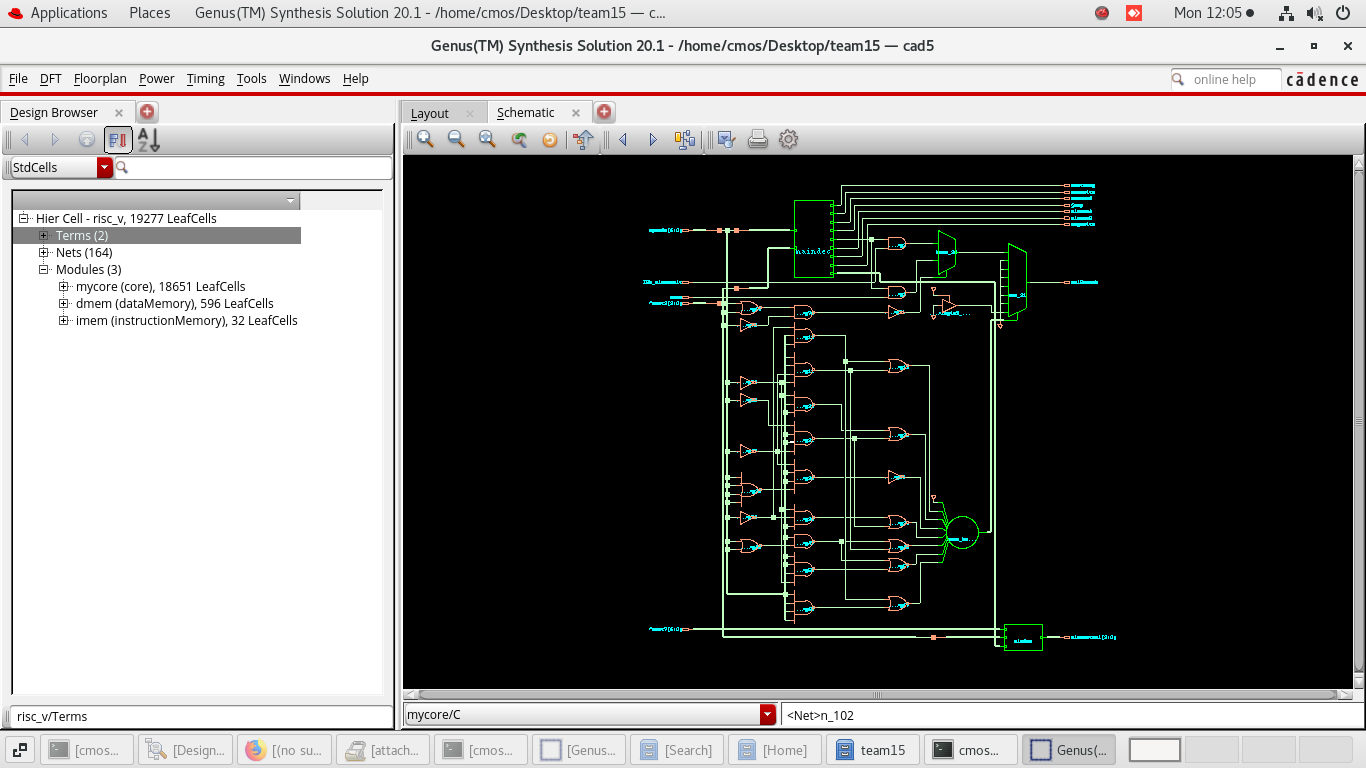 Applications Places Genus(TM) Synthesis Solution 20.1 - /home/cmos/Desktop/team15 — c... Mon 12:05
Genus(TM) Synthesis Solution 20.1 - /home/cmos/Desktop/team15 — cad5
File DFT Floorplan Power Timing Tools Windows Help online help cādence
Design Browser Layout Schematic
A Z
StdCells
Hier Cell - risc_v, 19277 LeafCells
Terms (2)
Nets (164)
Modules (3)
mycore (core), 18651 LeafCells
dmem (dataMemory), 596 LeafCells
imem (instructionMemory), 32 LeafCells
maindec
risc_v/Terms
mycore/C <Net>n_102
[cmos... [Design... [(no su... [attach... [cmos... [Genus... [Search] [Home] team15 cmos... Genus(...